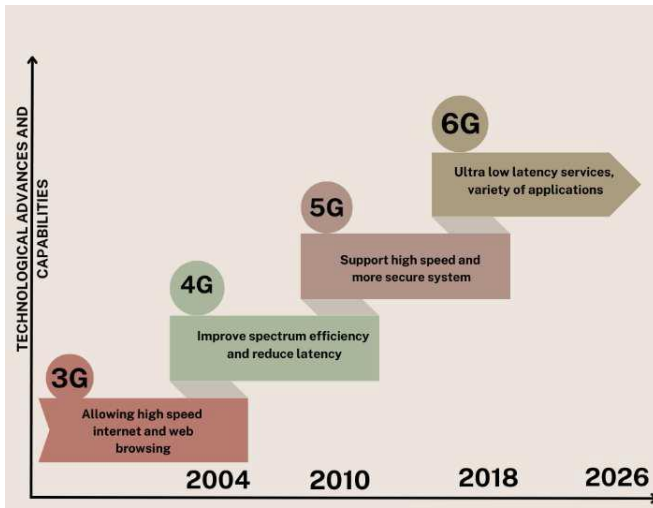 TECHNOLOGICAL ADVANCES AND
CAPABILITIES
6G
Ultra low latency services,
variety of applications
5G
Support high speed and
more secure system
4G
Improve spectrum efficiency
and reduce latency
3G
Allowing high speed
internet and web
browsing
2004 2010 2018 2026